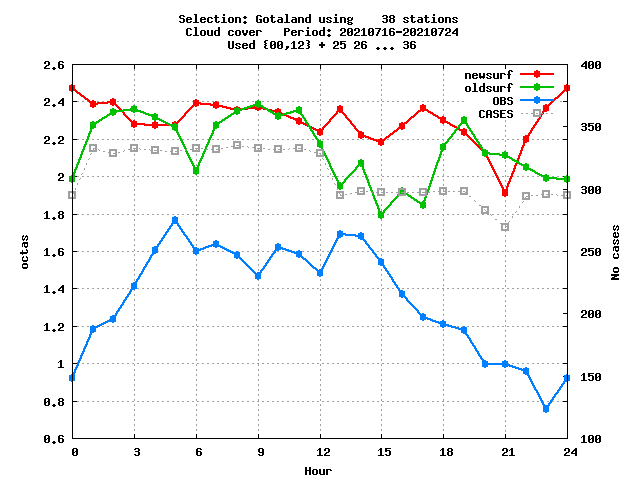 Selection: Gotaland using    38 stations
Cloud cover   Period: 20210716-20210724
Used {00,12} + 25 26 ... 36
newsurf
oldsurf
OBS
CASES
2.6
2.4
2.2
2
1.8
1.6
1.4
1.2
1
0.8
0.6
400
350
300
250
200
150
100
octas
No cases
0 3 6 9 12 15 18 21 24
Hour